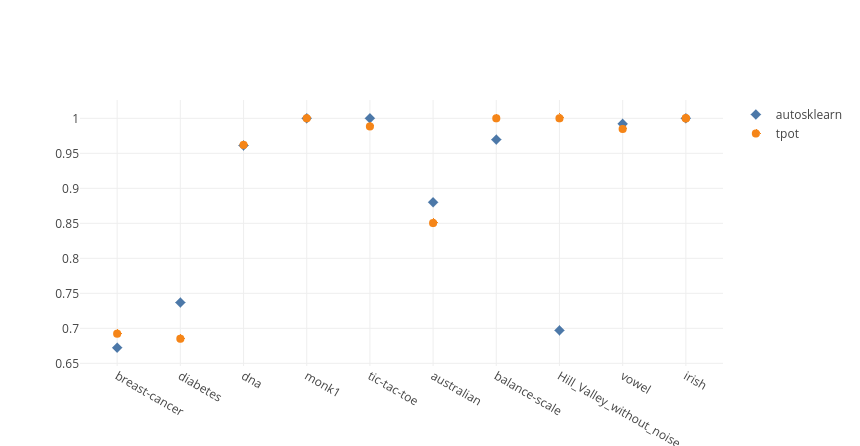 1
0.95
0.9
0.85
0.8
0.75
0.7
0.65
breast-cancer
diabetes
dna
monk1
tic-tac-toe
australian
balance-scale
Hill_Valley_without_noise
vowel
irish
autosklearn
tpot